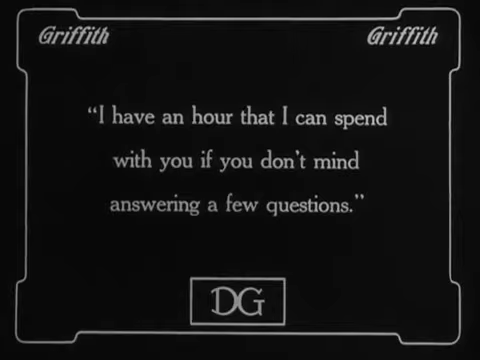 Griffith Griffith
“I have an hour that I can spend
with you if you don't mind
answering a few questions.”
DG